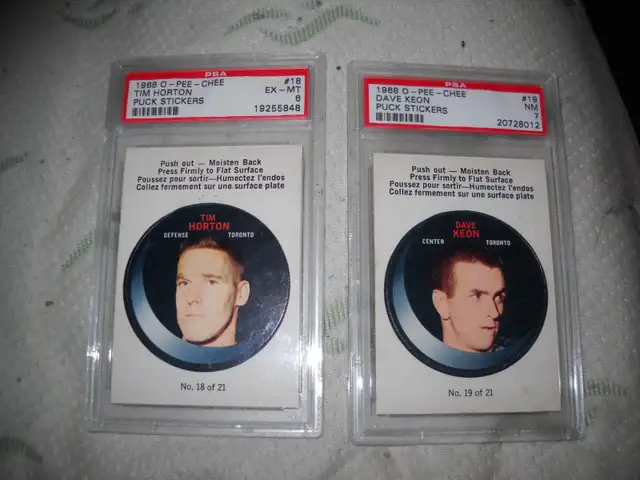 PSA
1968 O-PEE-CHEE #18
TIM HORTON EX-MT
PUCK STICKERS 6
19255848
Push out — Moisten Back
Press Firmly to Flat Surface
Poussez pour sortir—Humectez l'endos
Collez fermement sur une surface plate
TIM
HORTON
DEFENSE TORONTO
No. 18 of 21
PSA
1968 O-PEE-CHEE #19
DAVE KEON NM
PUCK STICKERS 7
20728012
Push out — Moisten Back
Press Firmly to Flat Surface
Poussez pour sortir—Humectez l'endos
Collez fermement sur une surface plate
DAVE
KEON
CENTER TORONTO
No. 19 of 21